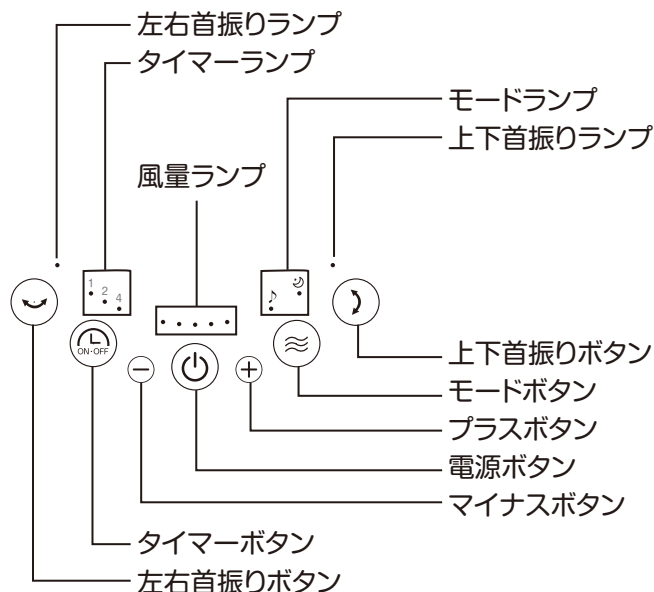 左右首振りランプ
タイマーランプ
モードランプ
上下首振りランプ
風量ランプ
1
2
4
ON・OFF
上下首振りボタン
モードボタン
プラスボタン
電源ボタン
マイナスボタン
タイマーボタン
左右首振りボタン